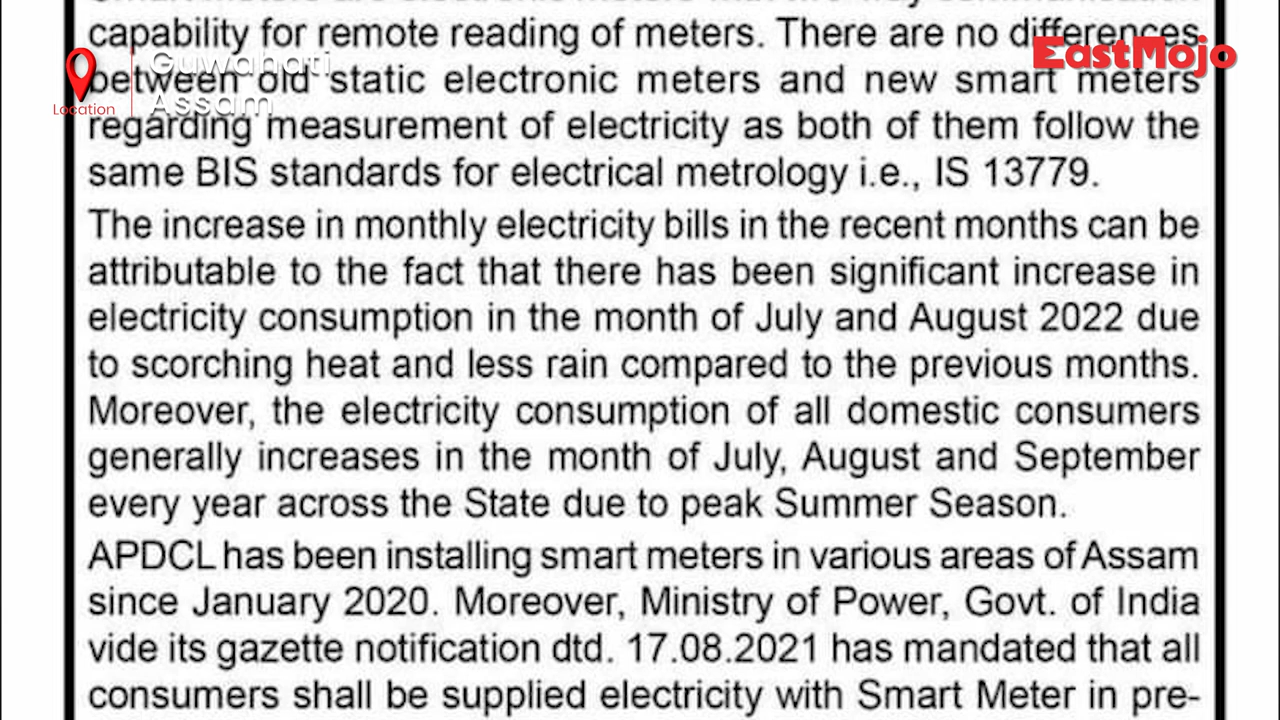 capability for remote reading of meters. There are no differences
between old static electronic meters and new smart meters
regarding measurement of electricity as both of them follow the
same BIS standards for electrical metrology i.e., IS 13779.
The increase in monthly electricity bills in the recent months can be
attributable to the fact that there has been significant increase in
electricity consumption in the month of July and August 2022 due
to scorching heat and less rain compared to the previous months.
Moreover, the electricity consumption of all domestic consumers
generally increases in the month of July, August and September
every year across the State due to peak Summer Season.
APDCL has been installing smart meters in various areas of Assam
since January 2020. Moreover, Ministry of Power, Govt. of India
vide its gazette notification dtd. 17.08.2021 has mandated that all
consumers shall be supplied electricity with Smart Meter in pre-
Location
Guwahati
Assam
EastMojo